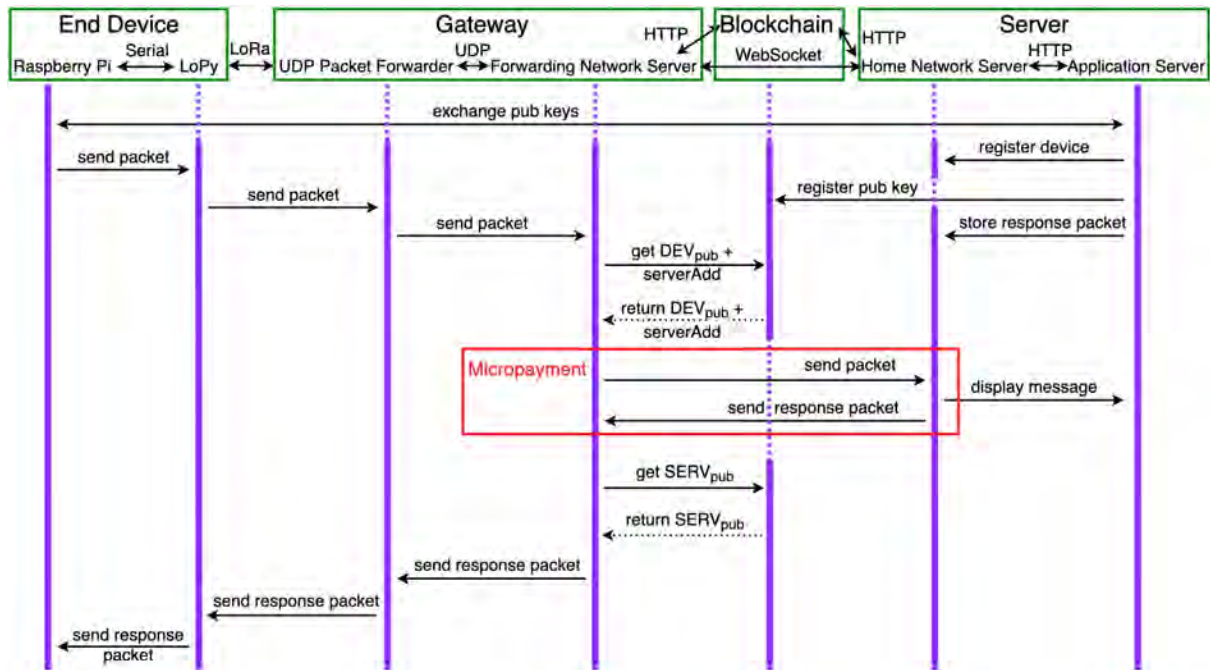 End Device
Gateway
Blockchain
Server
Serial
LoRa
UDP
HTTP
WebSocket
HTTP
HTTP
Raspberry Pi
LoPy
UDP Packet Forwarder
Forwarding Network Server
Home Network Server
Application Server
exchange pub keys
send packet
register device
send packet
register pub key
send packet
store response packet
get DEVpub +
serverAdd
return DEVpub +
serverAdd
Micropayment
send packet
display message
send response packet
get SERVpub
return SERVpub
send response packet
send response packet
send response
packet